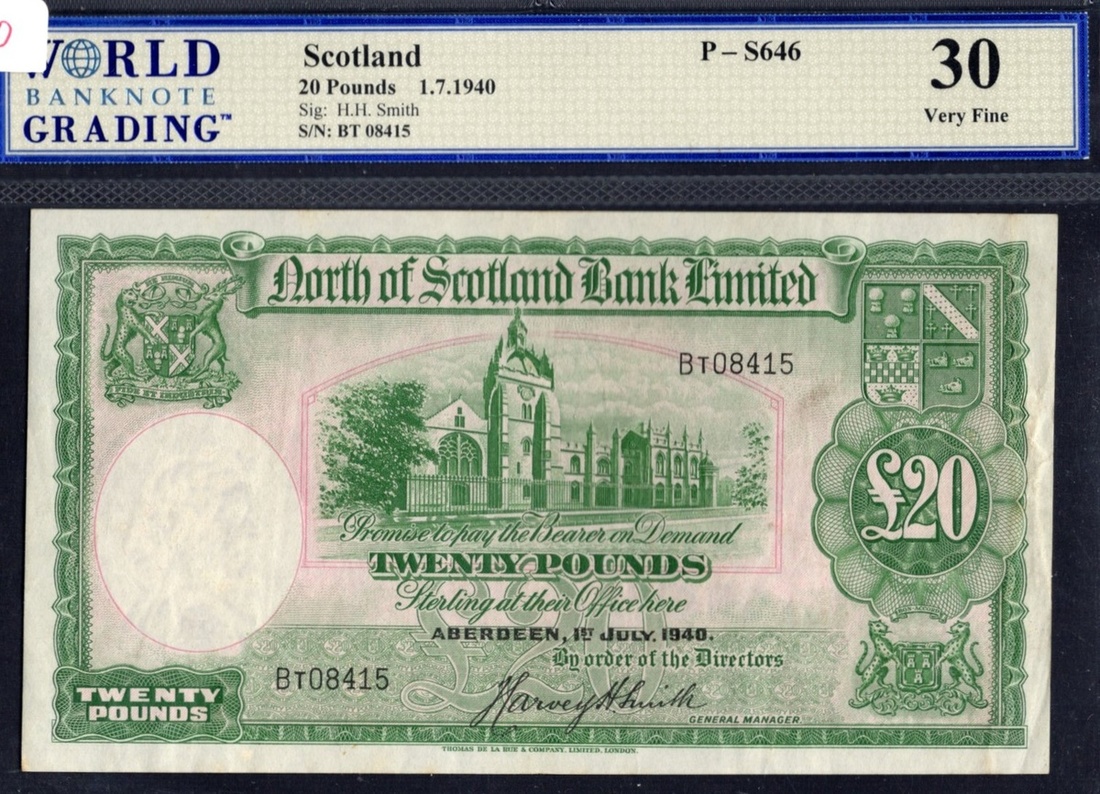 WORLD
BANKNOTE
GRADING™
Scotland
20 Pounds 1.7.1940
Sig: H.H. Smith
S/N: BT 08415
P – S646
30
Very Fine
North of Scotland Bank Limited
BT08415
£20
Promise to pay the Bearer on Demand
TWENTY POUNDS
Sterling at their Office here
ABERDEEN, 1ST JULY, 1940.
By order of the Directors
BT08415
Harvey H Smith
GENERAL MANAGER.
TWENTY
POUNDS
£20
THOMAS DE LA RUE & COMPANY, LIMITED, LONDON.